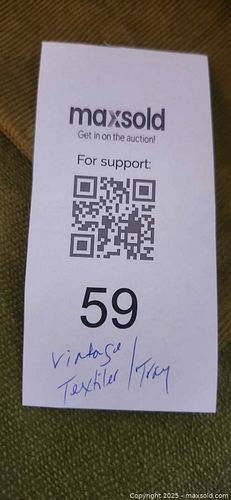 maxsold
Get in on the auction!
For support:
59
vintage
Textiles / Tray
Copyright 2025 - maxsold.com